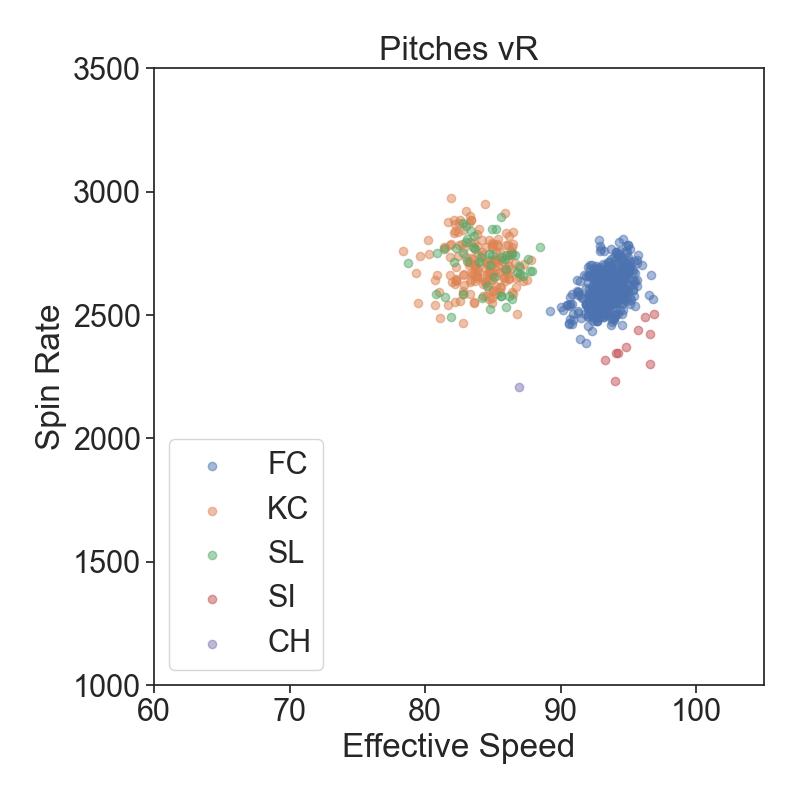 Pitches vR
3500
3000
2500
2000
1500
1000
Spin Rate
FC
KC
SL
SI
CH
60 70 80 90 100
Effective Speed